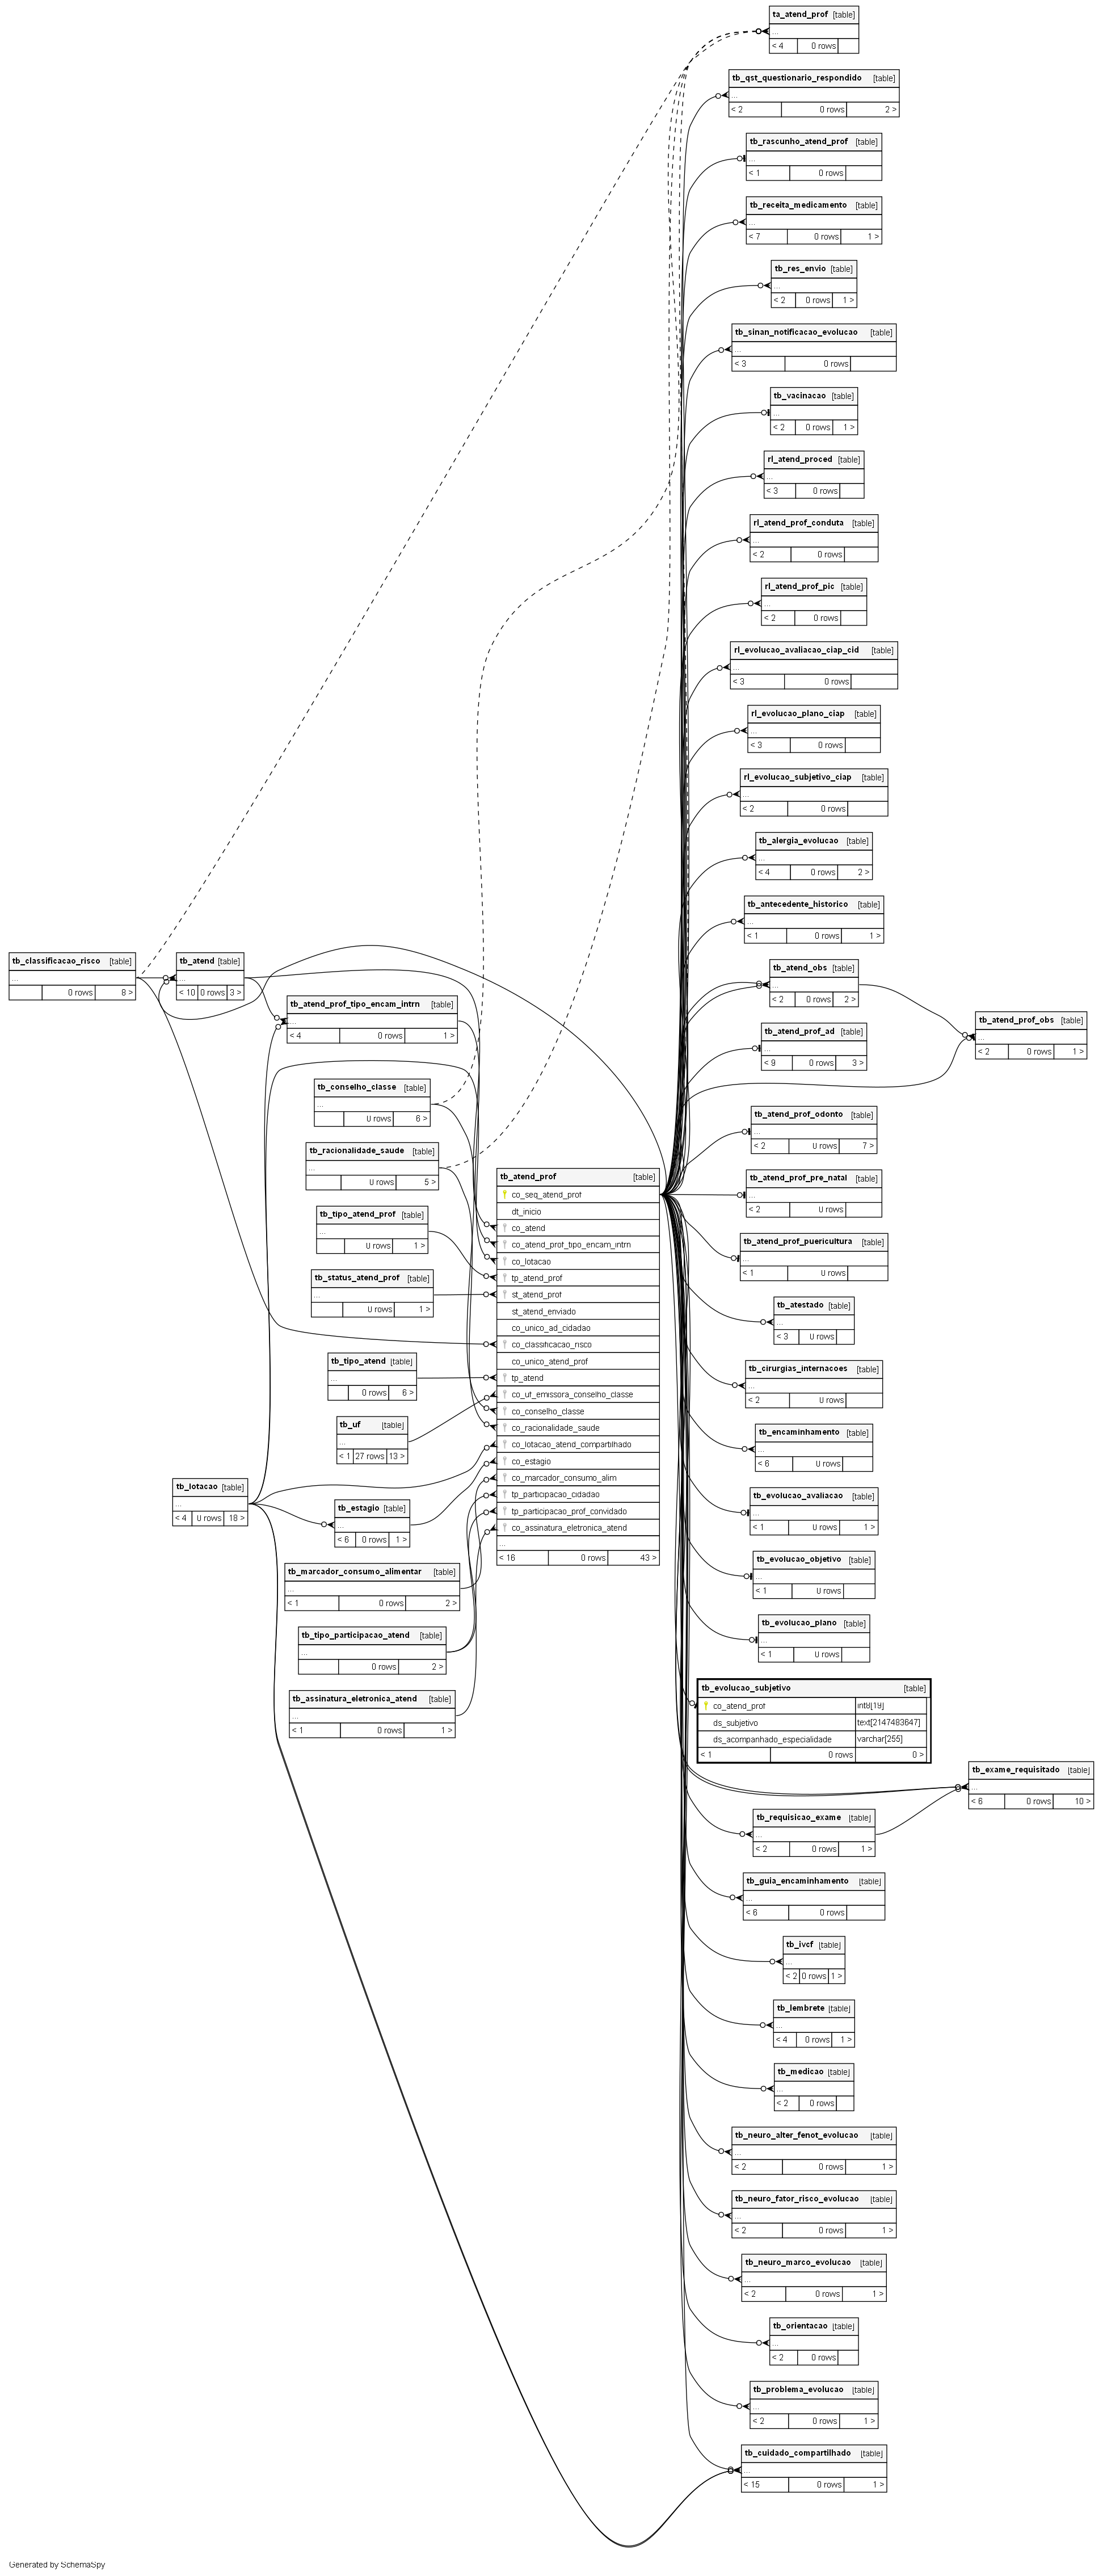 ta_atend_prof [table]
...
< 4 0 rows
tb_qst_questionario_respondido [table]
...
< 2 0 rows 2 >
tb_rascunho_atend_prof [table]
...
< 1 0 rows
tb_receita_medicamento [table]
...
< 7 0 rows 1 >
tb_res_envio [table]
...
< 2 0 rows 1 >
tb_sinan_notificacao_evolucao [table]
...
< 3 0 rows
tb_vacinacao [table]
...
< 2 0 rows 1 >
rl_atend_proced [table]
...
< 3 0 rows
rl_atend_prof_conduta [table]
...
< 2 0 rows
rl_atend_prof_pic [table]
...
< 2 0 rows
rl_evolucao_avaliacao_ciap_cid [table]
...
< 3 0 rows
rl_evolucao_plano_ciap [table]
...
< 3 0 rows
rl_evolucao_subjetivo_ciap [table]
...
< 2 0 rows
tb_alergia_evolucao [table]
...
< 4 0 rows 2 >
tb_antecedente_historico [table]
...
< 1 0 rows 1 >
tb_classificacao_risco [table]
...
0 rows 8 >
tb_atend [table]
...
< 10 0 rows 3 >
tb_atend_obs [table]
...
< 2 0 rows 2 >
tb_atend_prof_tipo_encam_intrn [table]
...
< 4 0 rows 1 >
tb_atend_prof_ad [table]
...
< 9 0 rows 3 >
tb_atend_prof_obs [table]
...
< 2 0 rows 1 >
tb_conselho_classe [table]
...
0 rows 6 >
tb_atend_prof_odonto [table]
...
< 2 0 rows 7 >
tb_racionalidade_saude [table]
...
0 rows 5 >
tb_atend_prof_pre_natal [table]
...
< 2 0 rows
tb_tipo_atend_prof [table]
...
0 rows 1 >
tb_atend_prof_puericultura [table]
...
< 1 0 rows
tb_status_atend_prof [table]
...
0 rows 1 >
tb_atestado [table]
...
< 3 0 rows
tb_tipo_atend [table]
...
0 rows 6 >
tb_cirurgias_internacoes [table]
...
< 2 0 rows
tb_uf [table]
...
< 1 27 rows 13 >
tb_encaminhamento [table]
...
< 6 0 rows
tb_lotacao [table]
...
< 4 0 rows 18 >
tb_estagio [table]
...
< 6 0 rows 1 >
tb_evolucao_avaliacao [table]
...
< 1 0 rows 1 >
tb_marcador_consumo_alimentar [table]
...
< 1 0 rows 2 >
tb_evolucao_objetivo [table]
...
< 1 0 rows
tb_tipo_participacao_atend [table]
...
0 rows 2 >
tb_evolucao_plano [table]
...
< 1 0 rows
tb_assinatura_eletronica_atend [table]
...
< 1 0 rows 1 >
tb_atend_prof [table]
co_seq_atend_prof
dt_inicio
co_atend
co_atend_prof_tipo_encam_intrn
co_lotacao
tp_atend_prof
st_atend_prof
st_atend_enviado
co_unico_ad_cidadao
co_classificacao_risco
co_unico_atend_prof
tp_atend
co_uf_emissora_conselho_classe
co_conselho_classe
co_racionalidade_saude
co_lotacao_atend_compartilhado
co_estagio
co_marcador_consumo_alim
tp_participacao_cidadao
tp_participacao_prof_convidado
co_assinatura_eletronica_atend
...
< 16 0 rows 43 >
tb_evolucao_subjetivo [table]
co_atend_prof int8[19]
ds_subjetivo text[2147483647]
ds_acompanhado_especialidade varchar[255]
< 1 0 rows 0 >
tb_exame_requisitado [table]
...
< 6 0 rows 10 >
tb_requisicao_exame [table]
...
< 2 0 rows 1 >
tb_guia_encaminhamento [table]
...
< 6 0 rows
tb_ivcf [table]
...
< 2 0 rows 1 >
tb_lembrete [table]
...
< 4 0 rows 1 >
tb_medicao [table]
...
< 2 0 rows
tb_neuro_alter_fenot_evolucao [table]
...
< 2 0 rows 1 >
tb_neuro_fator_risco_evolucao [table]
...
< 2 0 rows 1 >
tb_neuro_marco_evolucao [table]
...
< 2 0 rows 1 >
tb_orientacao [table]
...
< 2 0 rows
tb_problema_evolucao [table]
...
< 2 0 rows 1 >
tb_cuidado_compartilhado [table]
...
< 15 0 rows 1 >
Generated by SchemaSpy